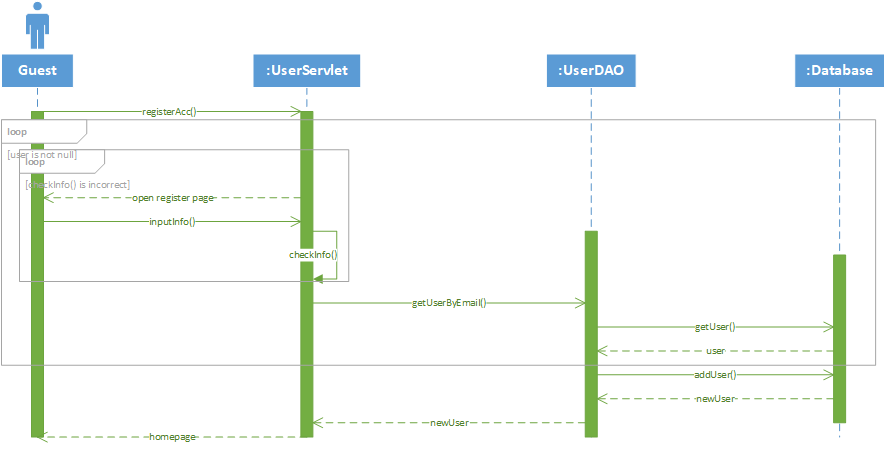 Guest
:UserServlet
:UserDAO
:Database
registerAcc()
loop
[user is not null]
loop
[checkInfo() is incorrect]
open register page
inputInfo()
checkInfo()
getUserByEmail()
getUser()
user
addUser()
newUser
newUser
homepage